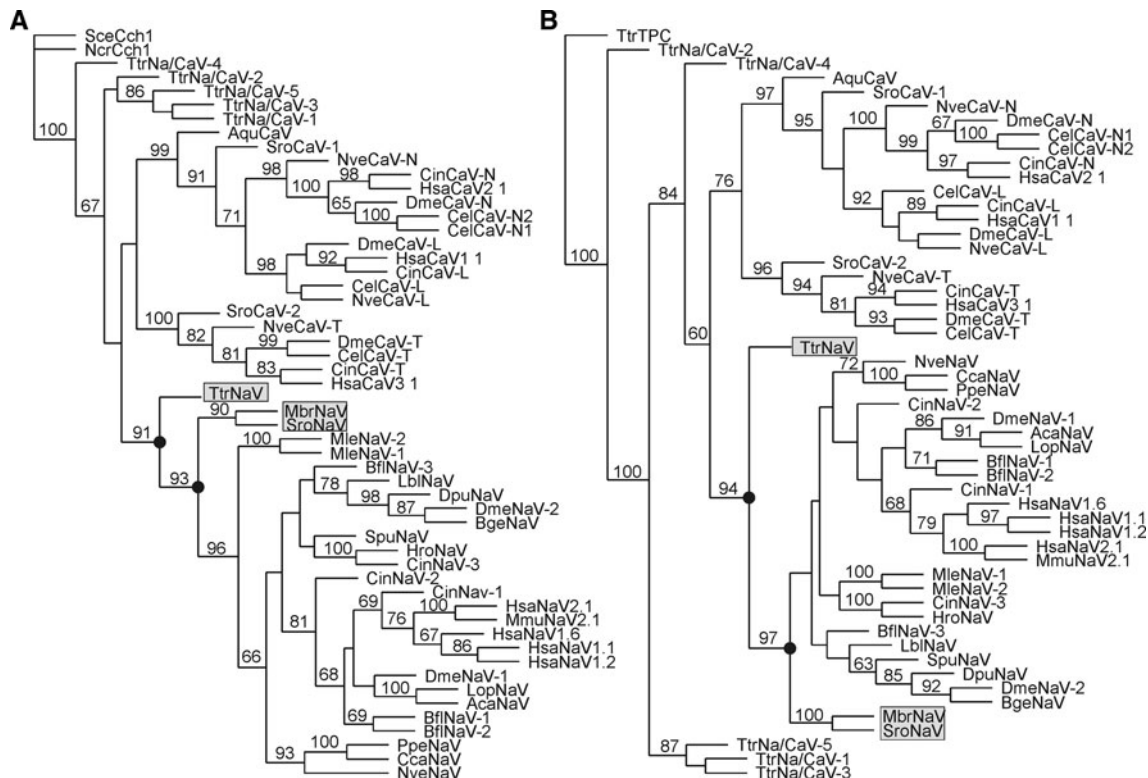 A
SceCch1
NcrCch1
TtrNa/CaV-4
TtrNa/CaV-2
86
TtrNa/CaV-5
TtrNa/CaV-3
TtrNa/CaV-1
100
AquCaV
99
SroCaV-1
91
NveCaV-N
98
98
CinCaV-N
HsaCaV2 1
100
DmeCaV-N
65
100
CelCaV-N2
CelCaV-N1
67
71
DmeCaV-L
92
HsaCaV1 1
CinCaV-L
98
CelCaV-L
NveCaV-L
SroCaV-2
100
NveCaV-T
82
99
DmeCaV-T
CelCaV-T
81
83
CinCaV-T
HsaCaV3 1
TtrNaV
90
MbrNaV
SroNaV
91
100
MleNaV-2
MleNaV-1
93
BflNaV-3
78
LblNaV
98
DpuNaV
87
DmeNaV-2
BgeNaV
96
SpuNaV
100
HroNaV
CinNaV-3
CinNaV-2
CinNav-1
69
100
HsaNaV2.1
MmuNaV2.1
76
81
67
HsaNaV1.6
86
HsaNaV1.1
HsaNaV1.2
66
68
DmeNaV-1
100
LopNaV
AcaNaV
69
BflNaV-1
BflNaV-2
93
100
PpeNaV
CcaNaV
NveNaV
B
TtrTPC
TtrNa/CaV-2
TtrNa/CaV-4
AquCaV
97
SroCaV-1
95
NveCaV-N
100
67
DmeCaV-N
100
CelCaV-N1
CelCaV-N2
99
97
CinCaV-N
HsaCaV2 1
76
CelCaV-L
92
89
CinCaV-L
HsaCaV1 1
DmeCaV-L
NveCaV-L
84
100
SroCaV-2
96
NveCaV-T
94
94
CinCaV-T
HsaCaV3 1
81
93
DmeCaV-T
CelCaV-T
60
TtrNaV
NveNaV
72
100
CcaNaV
PpeNaV
CinNaV-2
DmeNaV-1
86
91
AcaNaV
LopNaV
71
BflNaV-1
BflNaV-2
100
94
CinNaV-1
68
HsaNaV1.6
97
HsaNaV1.1
HsaNaV1.2
79
100
HsaNaV2.1
MmuNaV2.1
100
MleNaV-1
MleNaV-2
100
CinNaV-3
HroNaV
97
BflNaV-3
LblNaV
63
SpuNaV
85
DpuNaV
92
DmeNaV-2
BgeNaV
100
MbrNaV
SroNaV
87
TtrNa/CaV-5
TtrNa/CaV-1
TtrNa/CaV-3